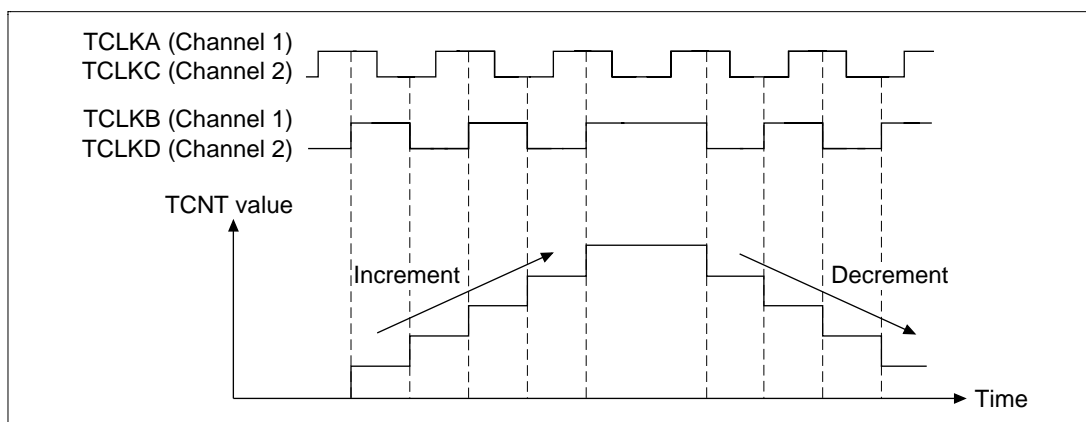 TCLKA (Channel 1)
TCLKC (Channel 2)
TCLKB (Channel 1)
TCLKD (Channel 2)
TCNT value
Increment
Decrement
Time